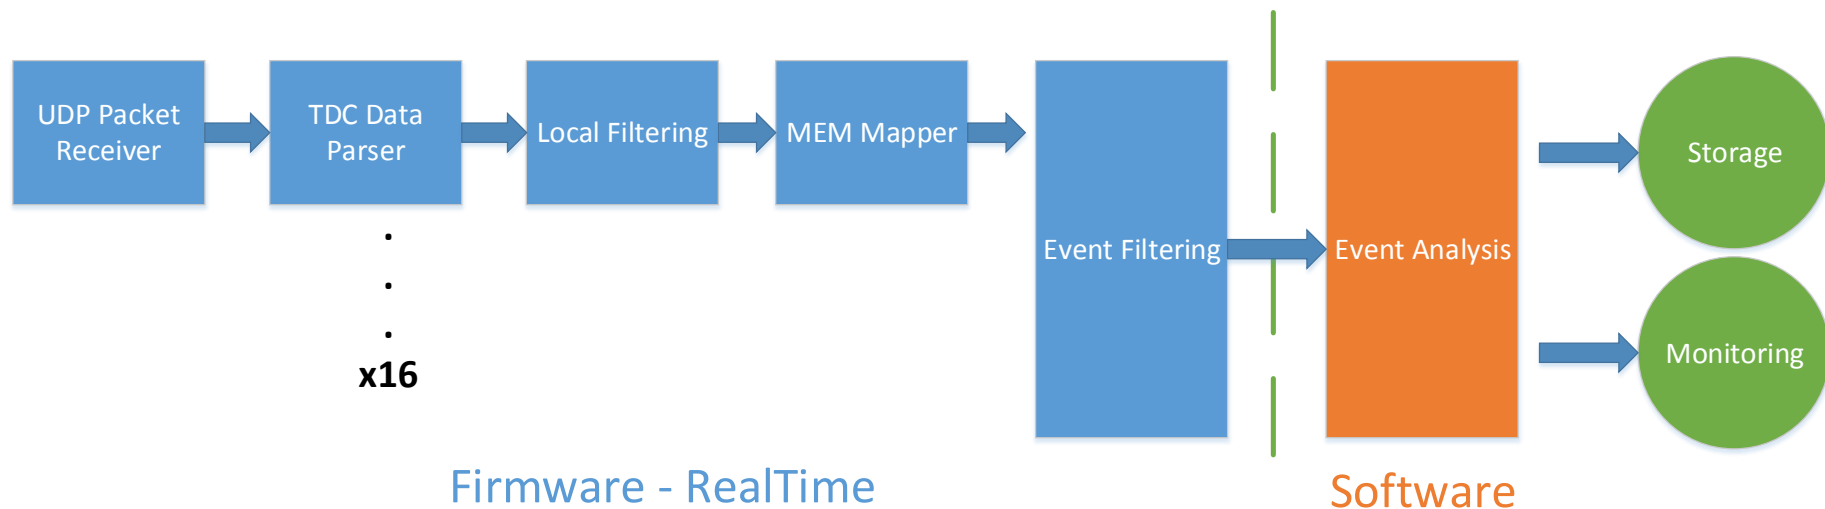 UDP Packet
Receiver
TDC Data
Parser
Local Filtering
MEM Mapper
Event Filtering
Event Analysis
Storage
Monitoring
.
.
.
x16
Firmware - RealTime
Software